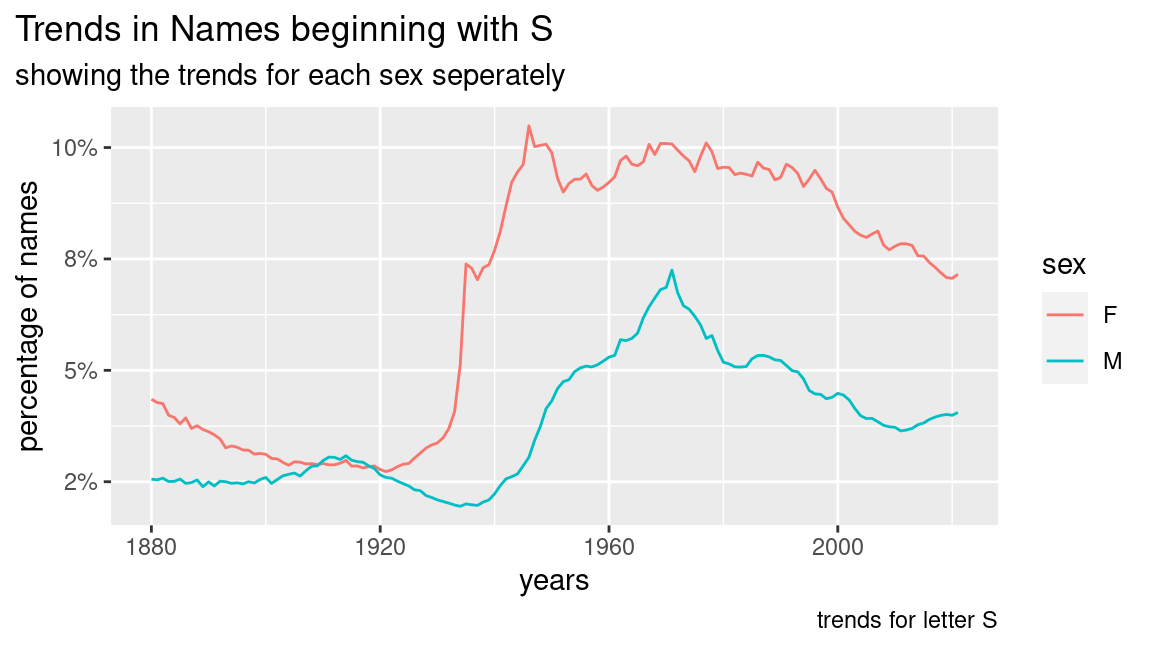 Trends in Names beginning with S
showing the trends for each sex seperately
percentage of names
10%
8%
5%
2%
1880
1920
1960
2000
years
sex
F
M
trends for letter S